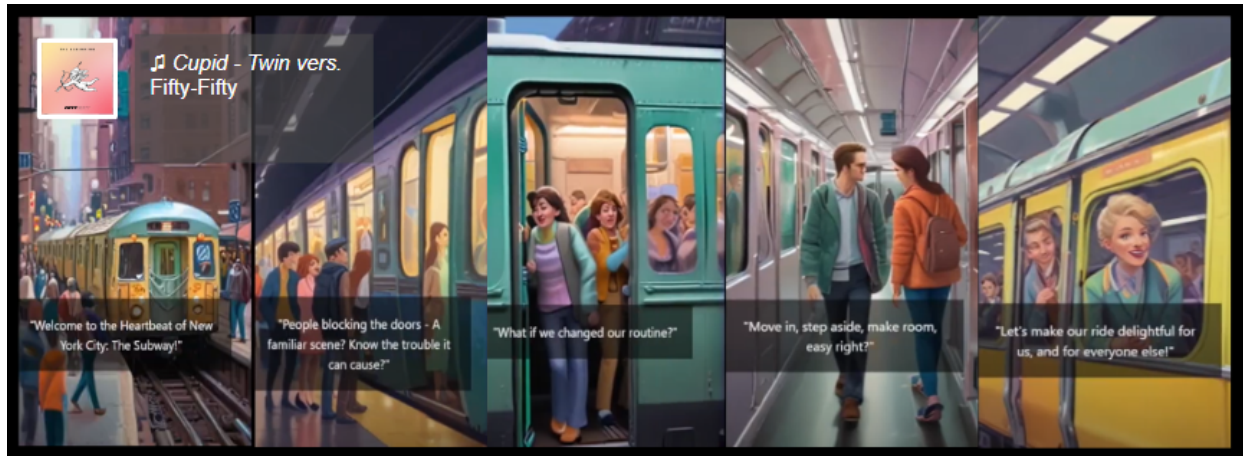 ♫ Cupid - Twin vers.
Fifty-Fifty
"Welcome to the Heartbeat of New
York City: The Subway!"
"People blocking the doors - A
familiar scene? Know the trouble it
can cause?"
"What if we changed our routine?"
"Move in, step aside, make room,
easy right?"
"Let's make our ride delightful for
us, and for everyone else!"